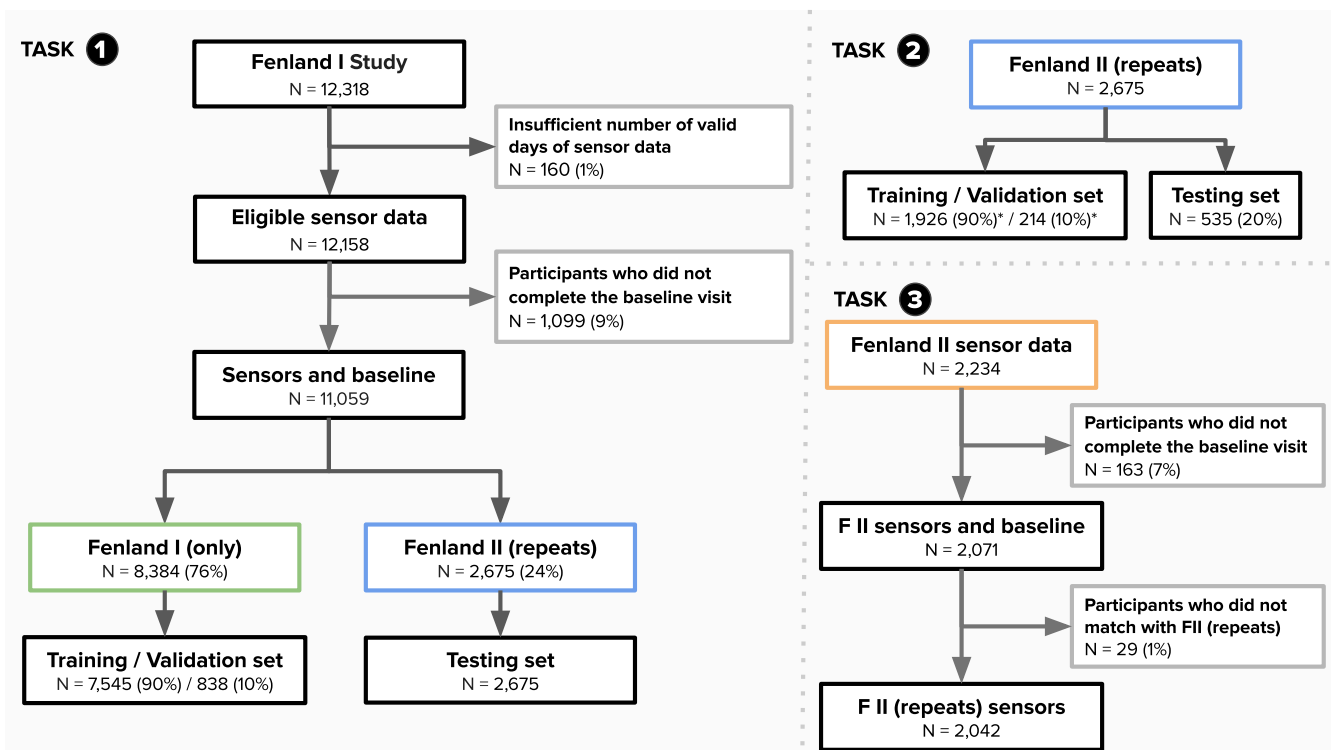 TASK 1
Fenland I Study
N = 12,318
Insufficient number of valid
days of sensor data
N = 160 (1%)
Eligible sensor data
N = 12,158
Participants who did not
complete the baseline visit
N = 1,099 (9%)
Sensors and baseline
N = 11,059
Fenland I (only)
N = 8,384 (76%)
Fenland II (repeats)
N = 2,675 (24%)
Training / Validation set
N = 7,545 (90%) / 838 (10%)
Testing set
N = 2,675
TASK 2
Fenland II (repeats)
N = 2,675
Training / Validation set
N = 1,926 (90%)* / 214 (10%)*
Testing set
N = 535 (20%)
TASK 3
Fenland II sensor data
N = 2,234
Participants who did not
complete the baseline visit
N = 163 (7%)
F II sensors and baseline
N = 2,071
Participants who did not
match with FII (repeats)
N = 29 (1%)
F II (repeats) sensors
N = 2,042